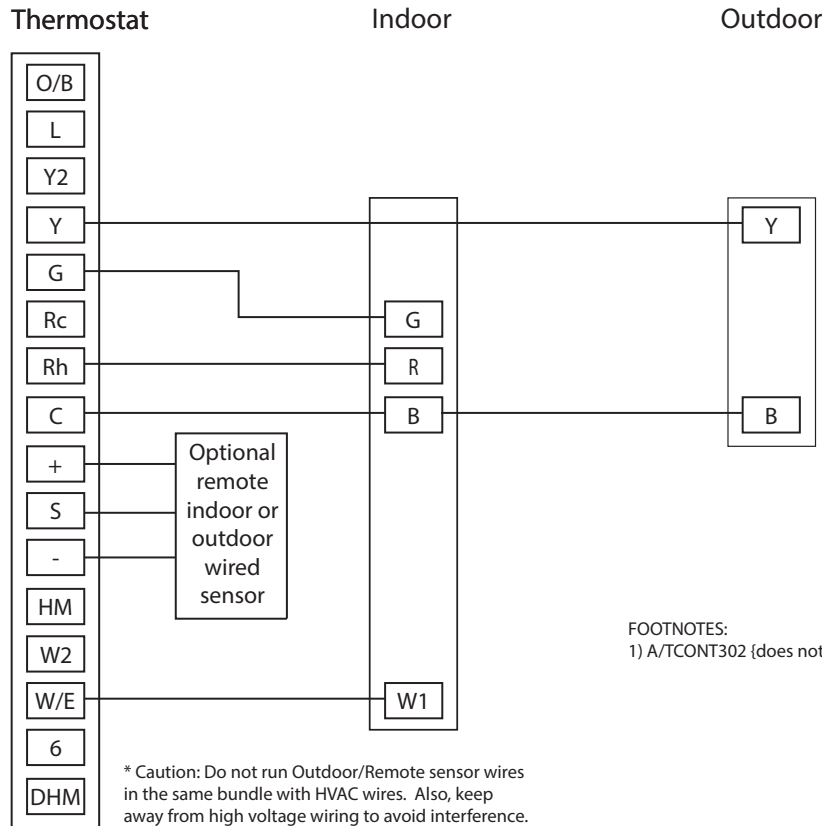 Thermostat
Indoor
Outdoor
O/B
L
Y2
Y
Y
G
Rc
G
Rh
R
C
B
B
+
S
-
Optional
remote
indoor or
outdoor
wired
sensor
HM
W2
W/E
W1
6
DHM
FOOTNOTES:
1) A/TCONT302 {does not
* Caution: Do not run Outdoor/Remote sensor wires
in the same bundle with HVAC wires. Also, keep
away from high voltage wiring to avoid interference.